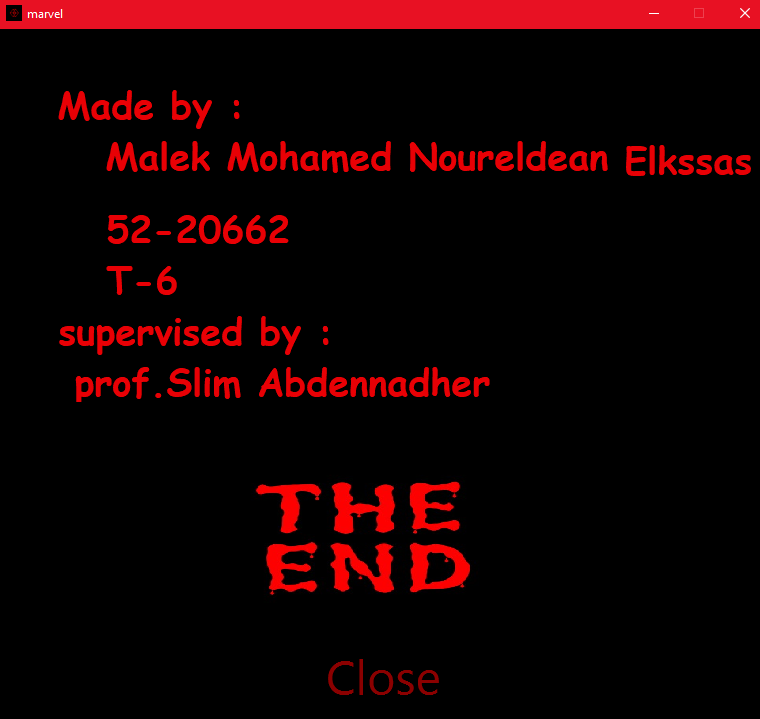 marvel
Made by :
Malek Mohamed Noureldean Elkssas
52-20662
T-6
supervised by :
prof.Slim Abdennadher
THE
END
Close